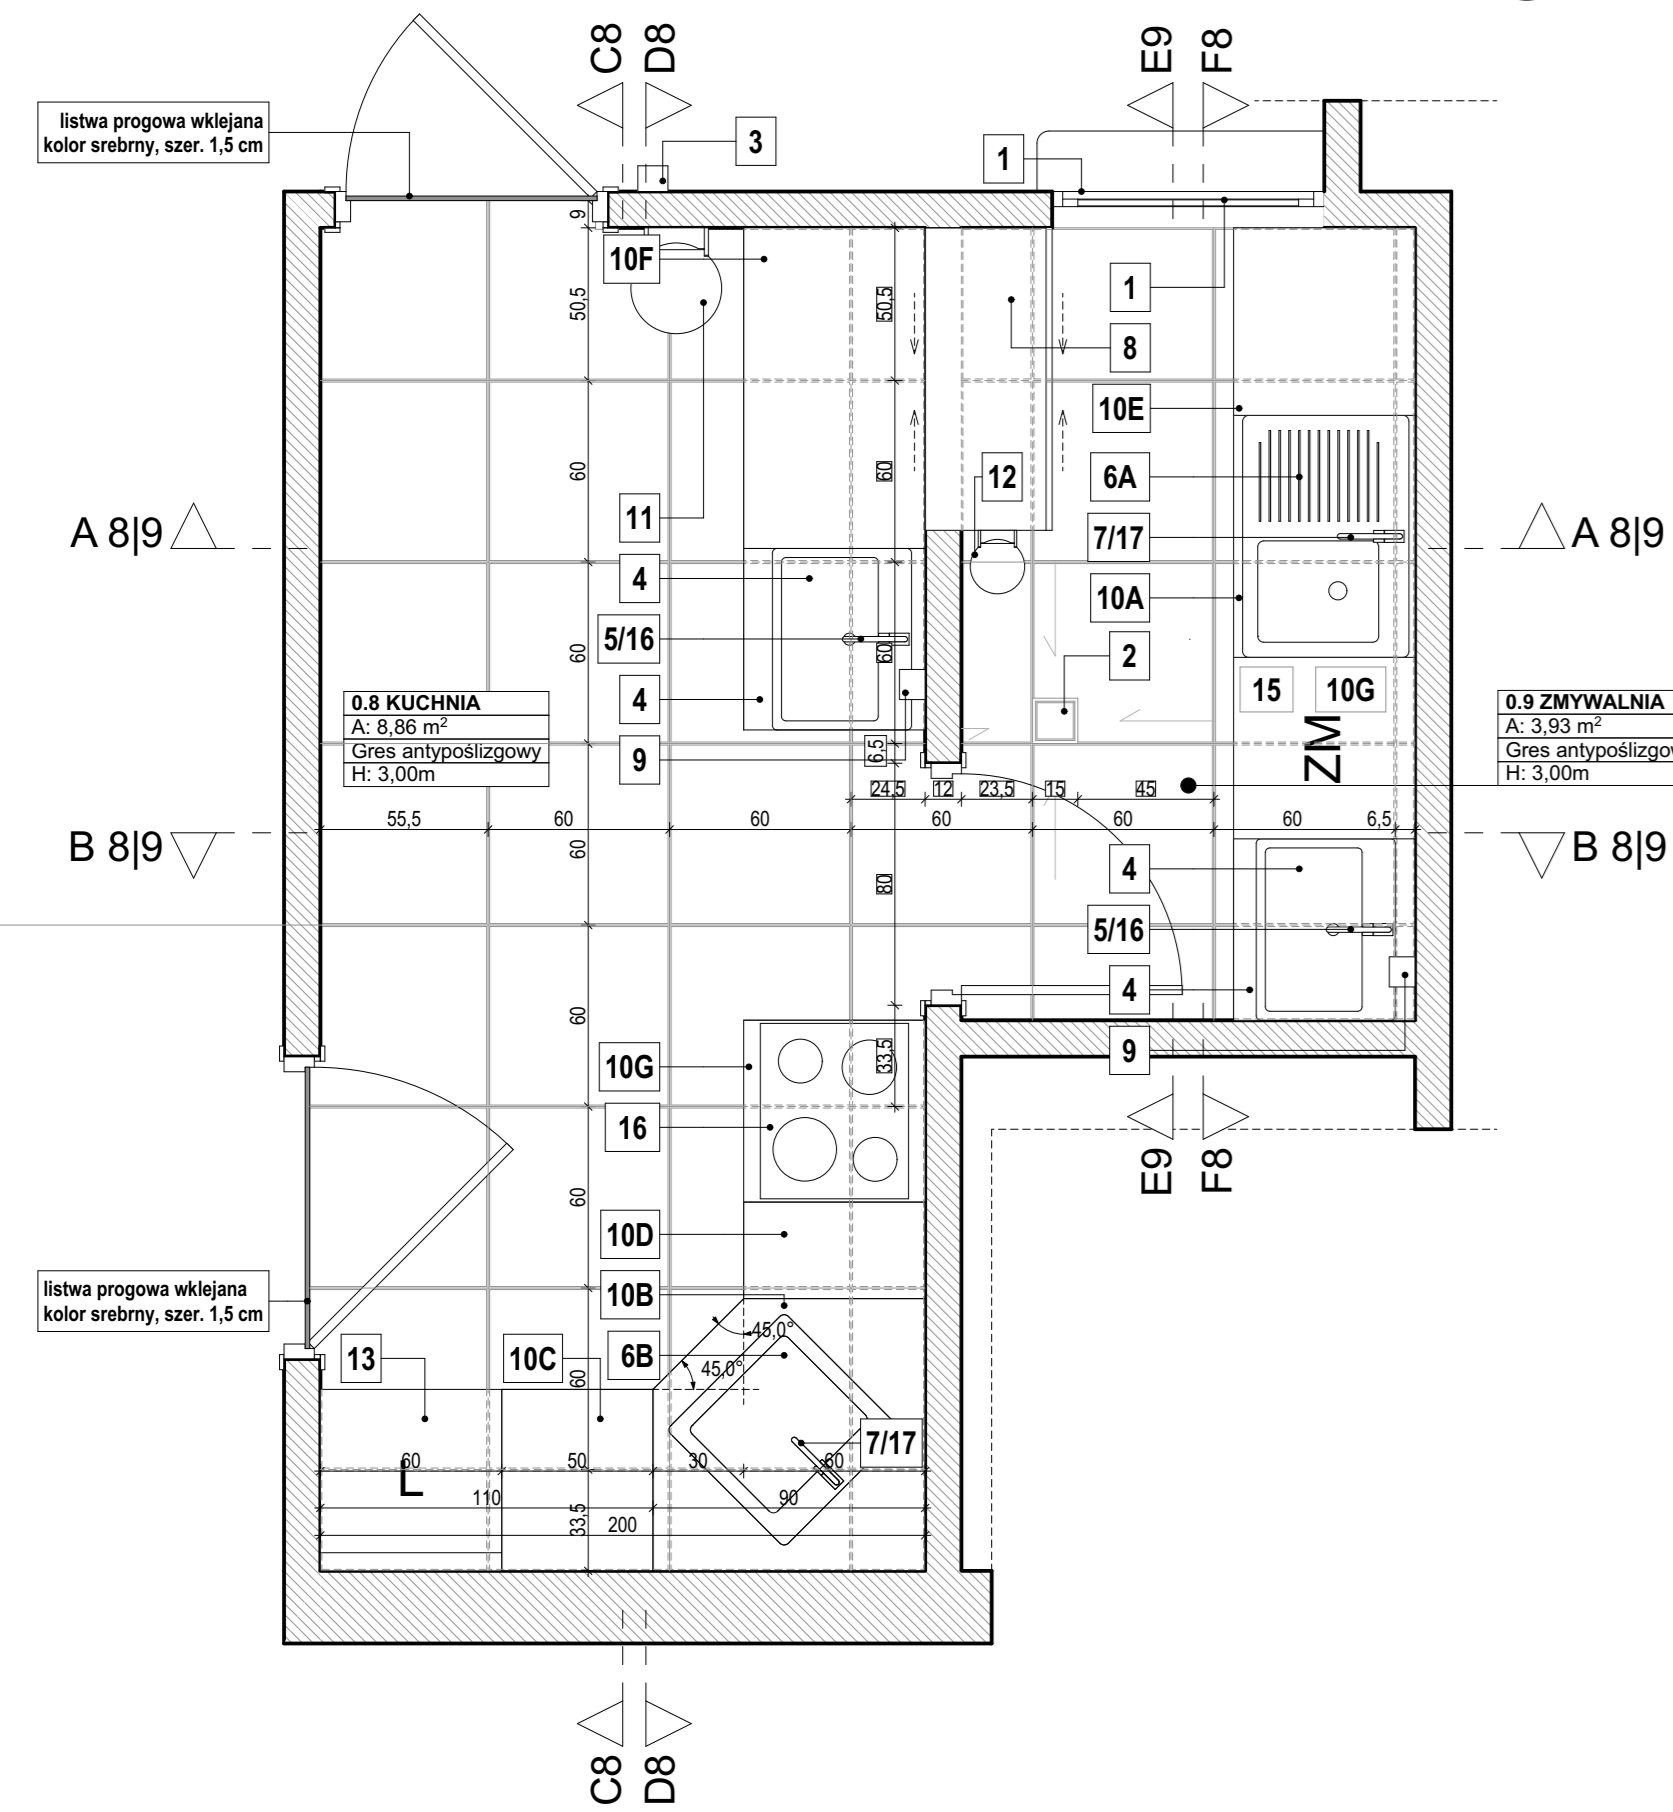 C8
D8
E9
F8
listwa progowa wklejana
kolor srebrny, szer. 1,5 cm
3
1
9
10F
50,5
50,5
1
8
10E
60
60
12
6A
11
7/17
A 8|9
A 8|9
4
10A
5/16
60
60
2
4
15
10G
0.8 KUCHNIA
A: 8,86 m²
Gres antypoślizgowy
H: 3,00m
0.9 ZMYWALNIA
A: 3,93 m²
Gres antypoślizgow
H: 3,00m
ZM
9
6,5
24,5
12
23,5
15
45
55,5
60
60
60
60
60
6,5
B 8|9
B 8|9
60
80
4
5/16
4
60
33,5
9
10G
16
E9
F8
60
10D
listwa progowa wklejana
kolor srebrny, szer. 1,5 cm
10B
45,0°
13
10C
60
6B
45,0°
7/17
60
50
30
60
L
110
90
33,5
200
C8
D8